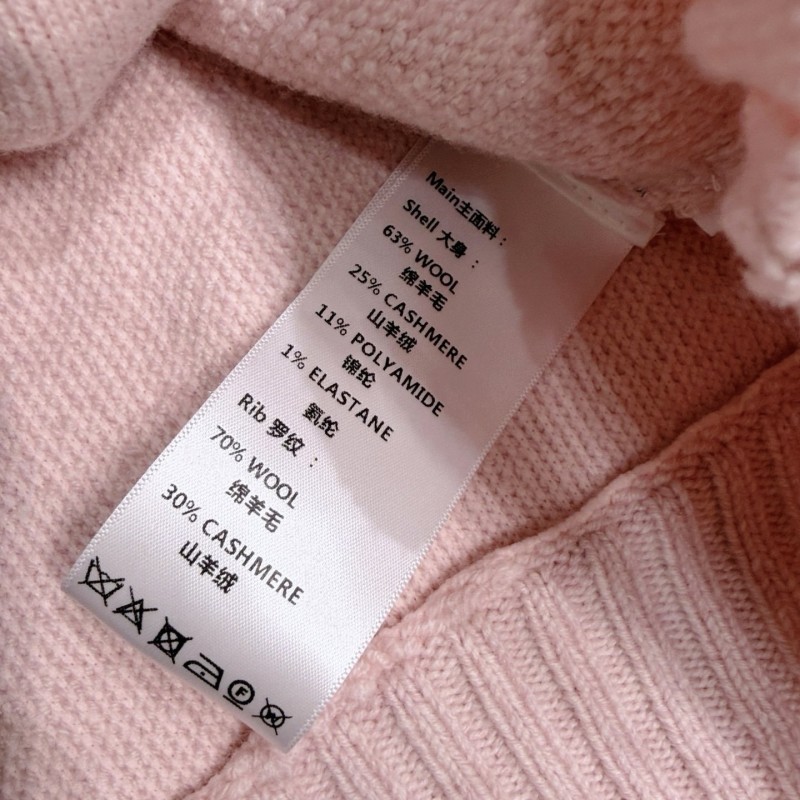 Main主面料：
Shell 大身：
63% WOOL
绵羊毛
25% CASHMERE
山羊绒
11% POLYAMIDE
锦纶
1% ELASTANE
氨纶
Rib 罗纹：
70% WOOL
绵羊毛
30% CASHMERE
山羊绒
F W